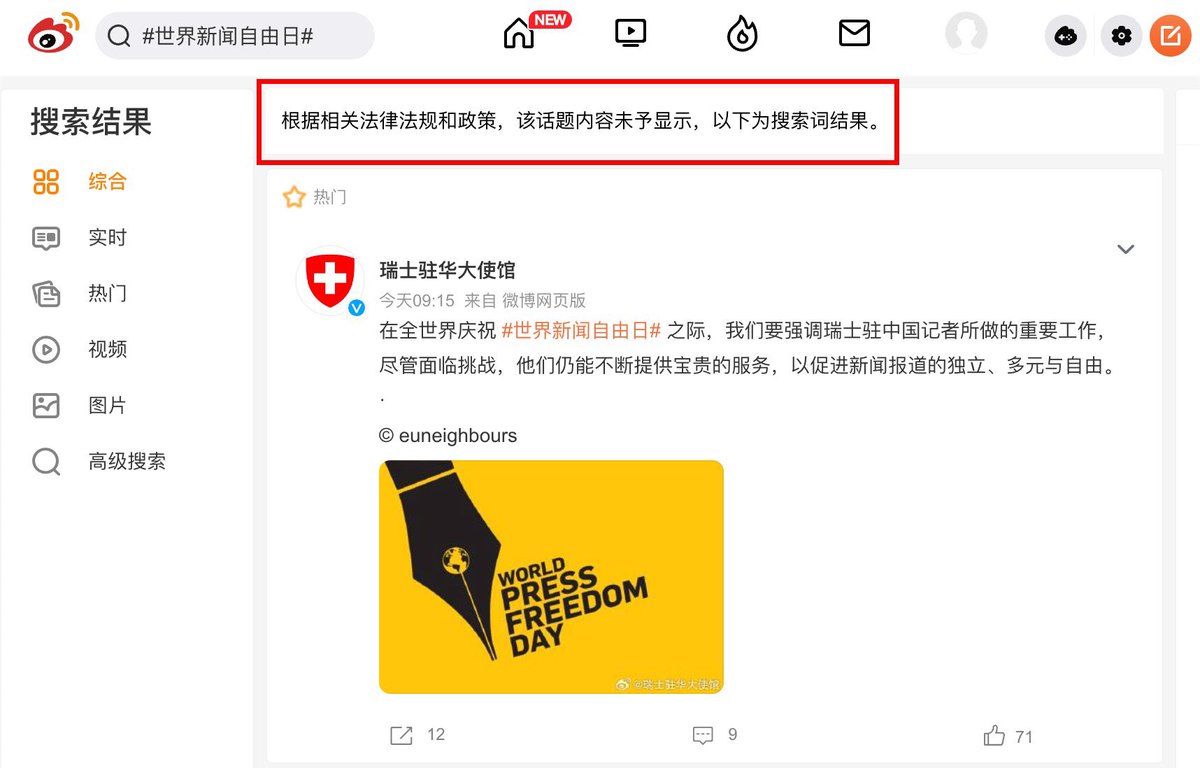 #世界新闻自由日#
NEW
搜索结果
综合
实时
热门
视频
图片
高级搜索
根据相关法律法规和政策，该话题内容未予显示，以下为搜索词结果。
热门
瑞士驻华大使馆
今天09:15 来自 微博网页版
在全世界庆祝 #世界新闻自由日# 之际，我们要强调瑞士驻中国记者所做的重要工作，
尽管面临挑战，他们仍能不断提供宝贵的服务，以促进新闻报道的独立、多元与自由。
.
© euneighbours
WORLD
PRESS
FREEDOM
DAY
@瑞士驻华大使馆
12
9
71